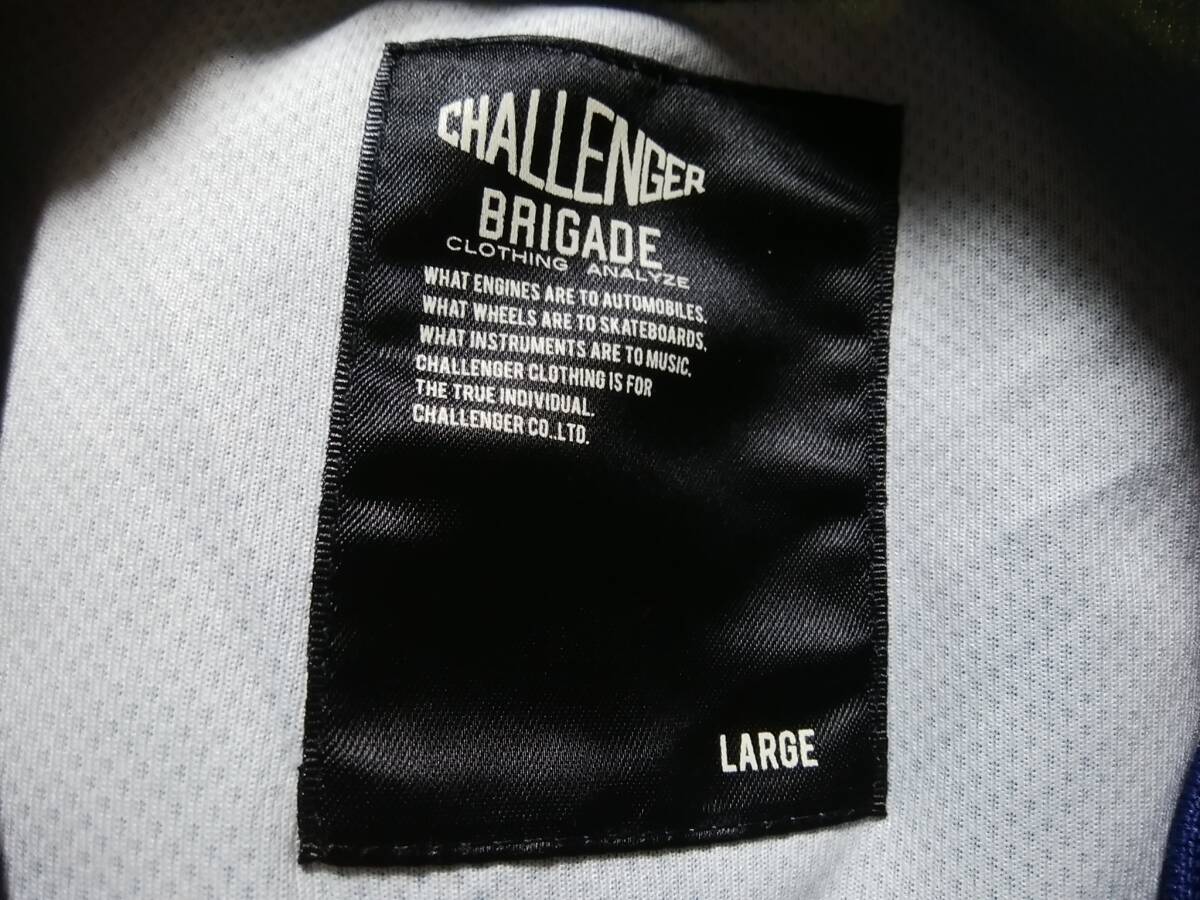 CHALLENGER
BRIGADE
CLOTHING ANALYZE
WHAT ENGINES ARE TO AUTOMOBILES.
WHAT WHEELS ARE TO SKATEBOARDS,
WHAT INSTRUMENTS ARE TO MUSIC,
CHALLENGER CLOTHING IS FOR
THE TRUE INDIVIDUAL.
CHALLENGER CO.,LTD.
LARGE